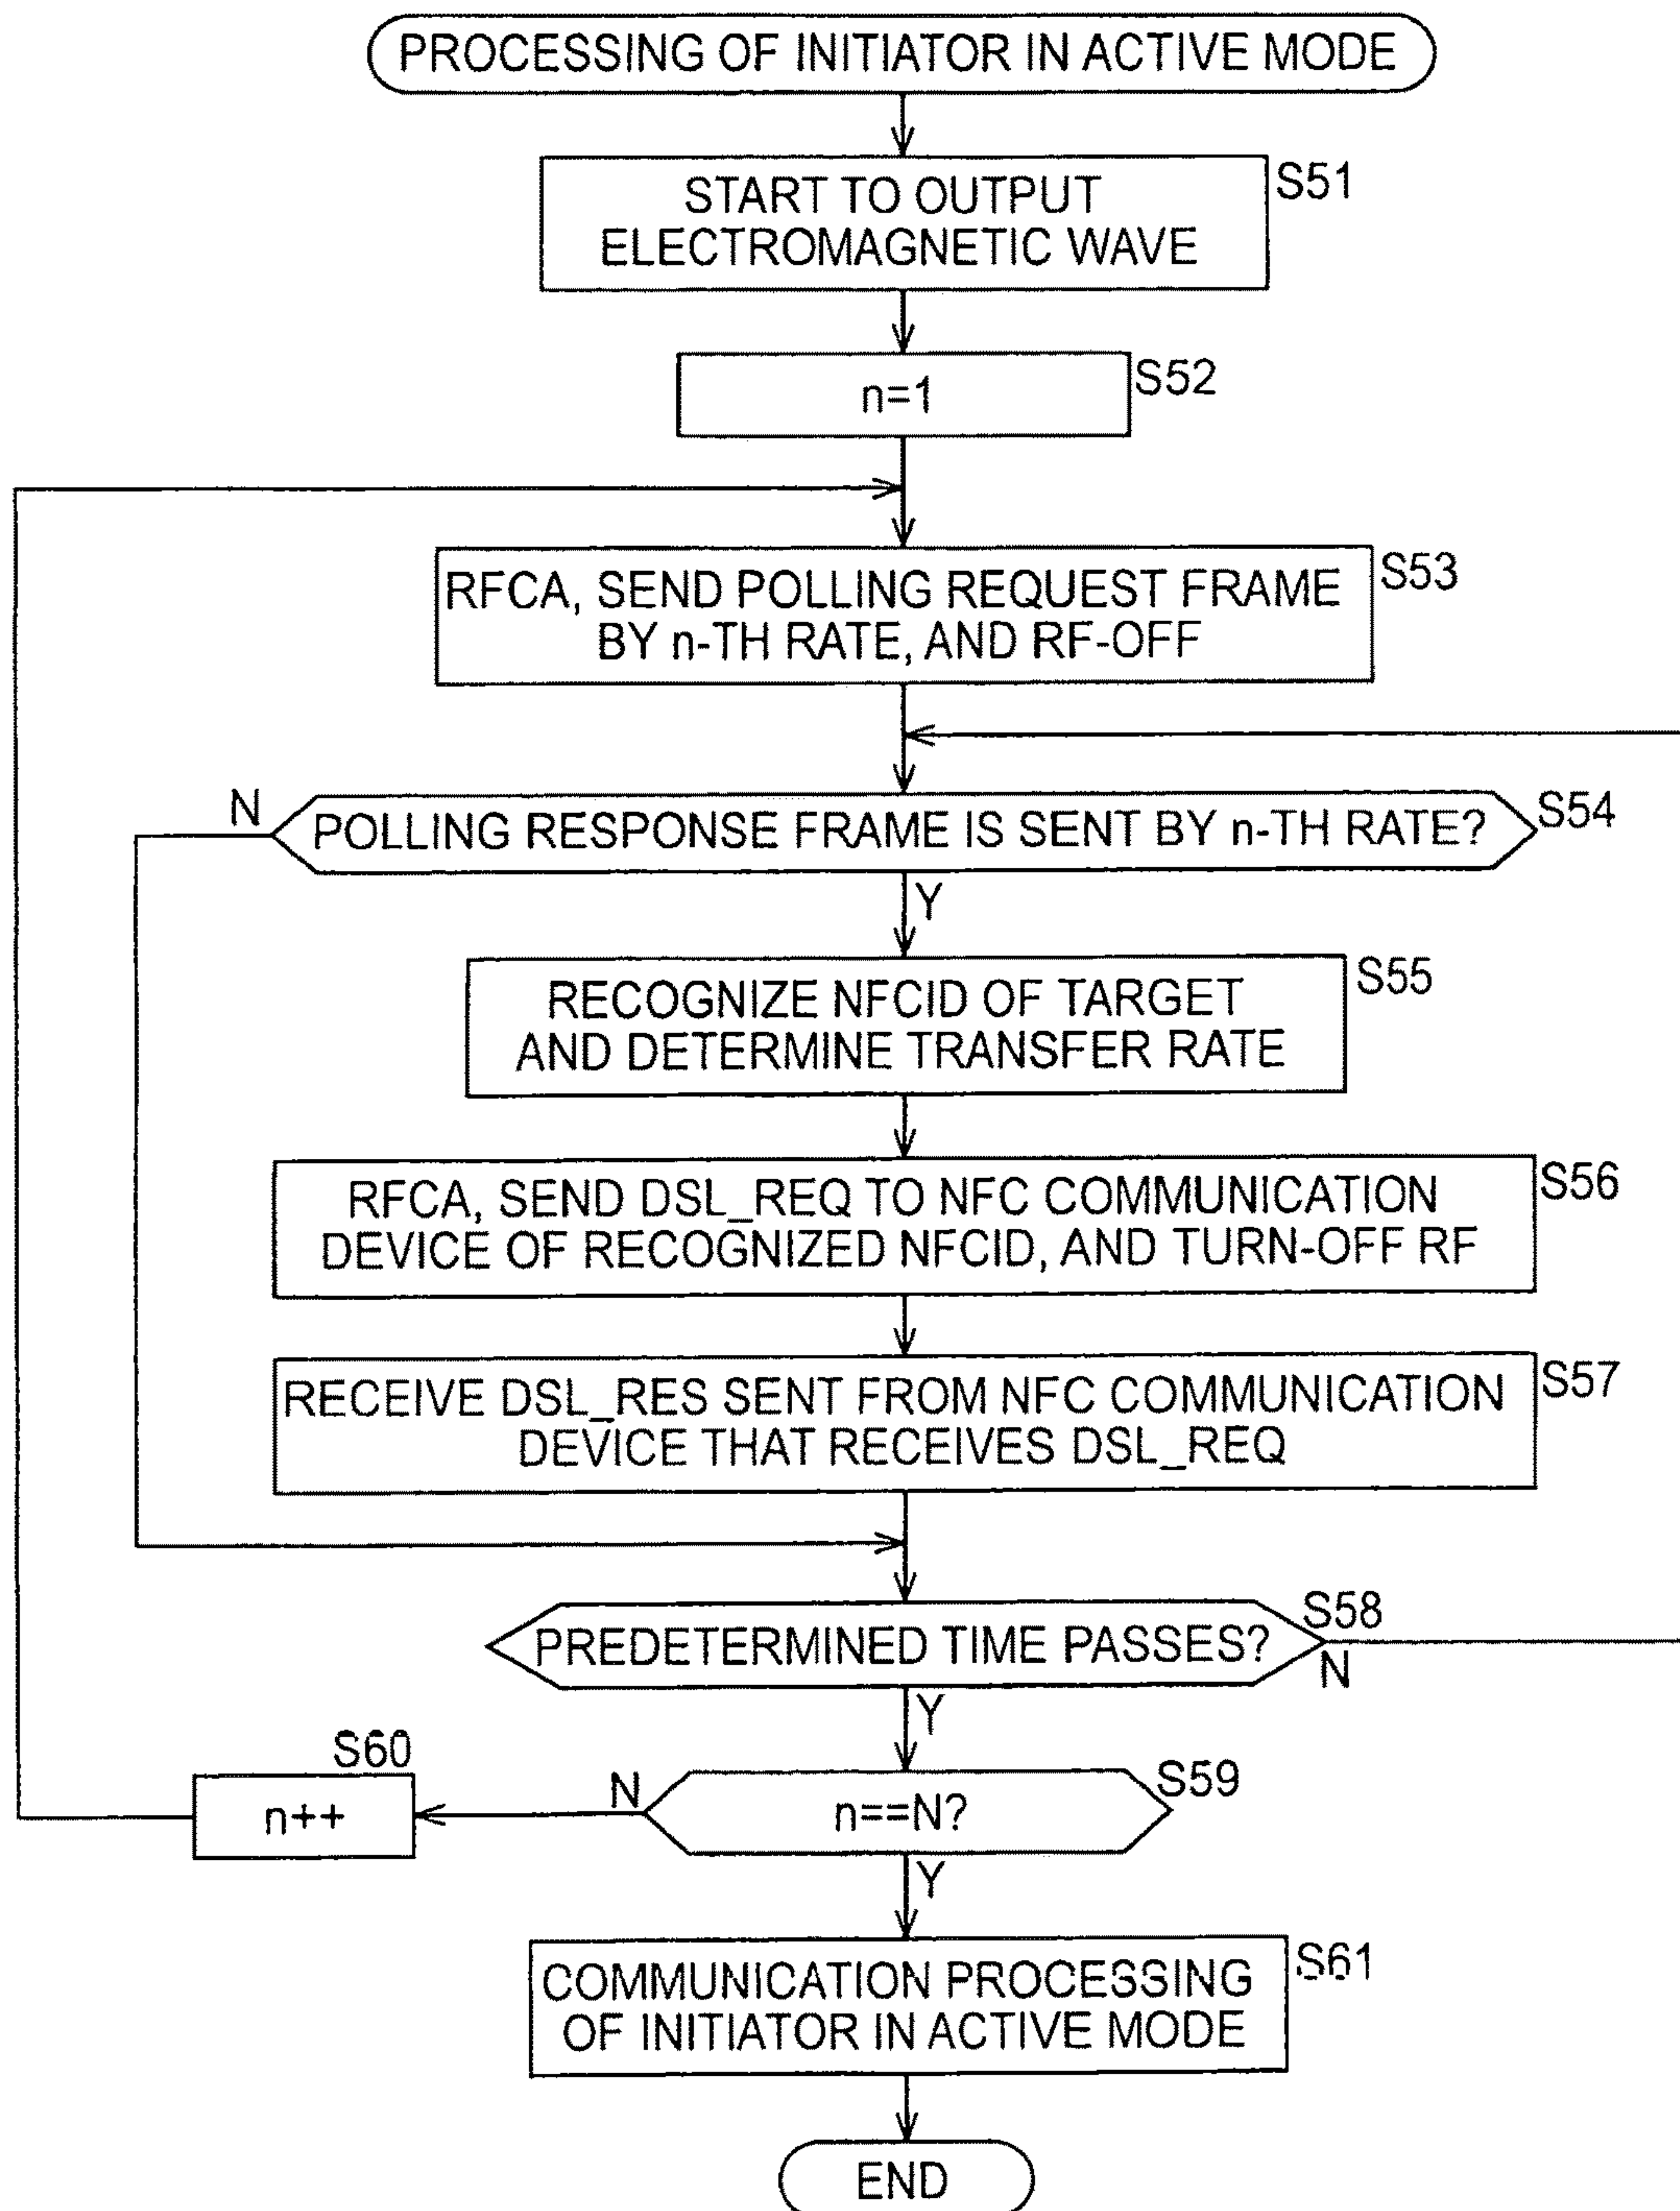 PROCESSING OF INITIATOR IN ACTIVE MODE
START TO OUTPUT
ELECTROMAGNETIC WAVE
S51
n=1
S52
RFCA, SEND POLLING REQUEST FRAME
BY n-TH RATE, AND RF-OFF
S53
N
POLLING RESPONSE FRAME IS SENT BY n-TH RATE?
S54
Y
RECOGNIZE NFCID OF TARGET
AND DETERMINE TRANSFER RATE
S55
RFCA, SEND DSL_REQ TO NFC COMMUNICATION
DEVICE OF RECOGNIZED NFCID, AND TURN-OFF RF
S56
RECEIVE DSL_RES SENT FROM NFC COMMUNICATION
DEVICE THAT RECEIVES DSL_REQ
S57
PREDETERMINED TIME PASSES?
S58
N
Y
S60
n++
N
n==N?
S59
Y
COMMUNICATION PROCESSING
OF INITIATOR IN ACTIVE MODE
S61
END